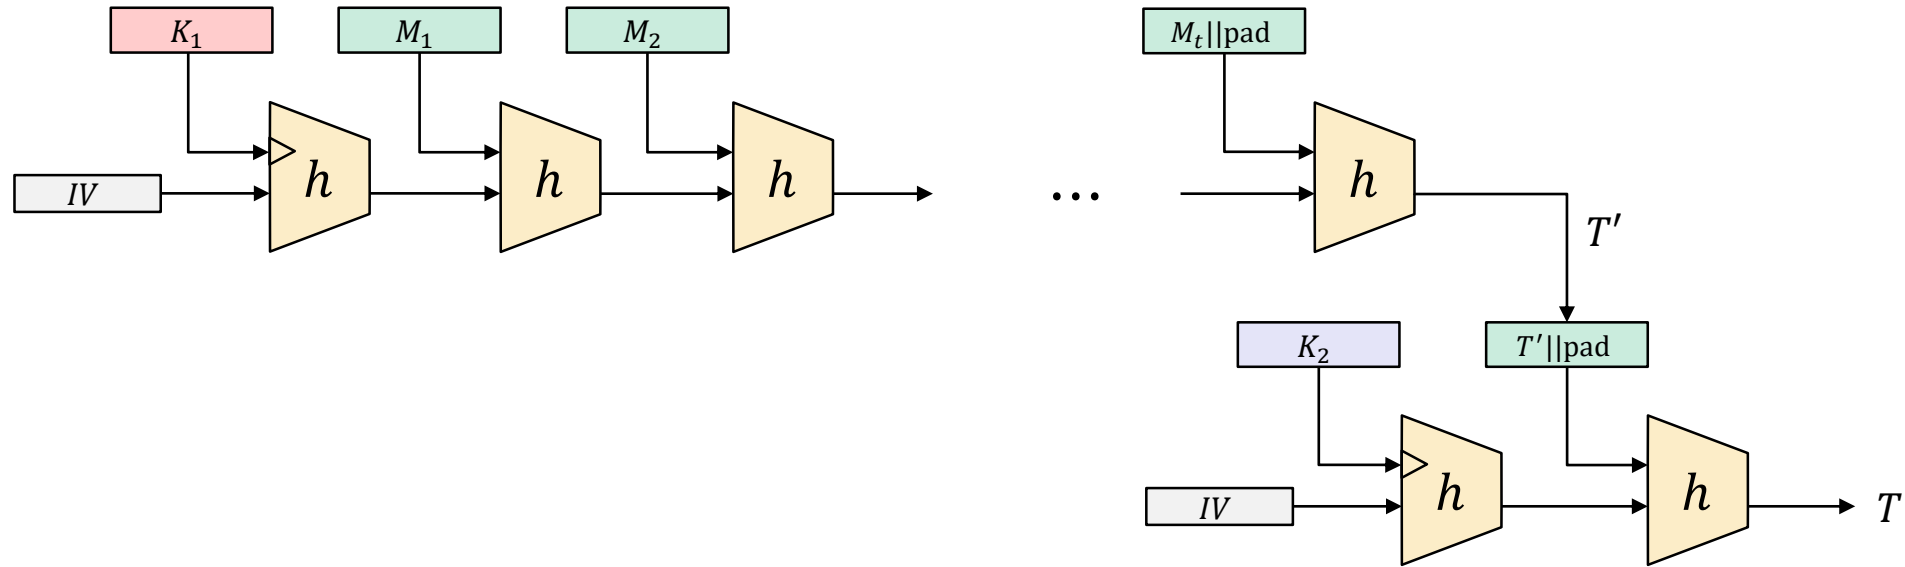 K₁ M₁ M₂ Mₜ||pad
h h h ... h
IV
T′
K₂ T′||pad
h h
IV T